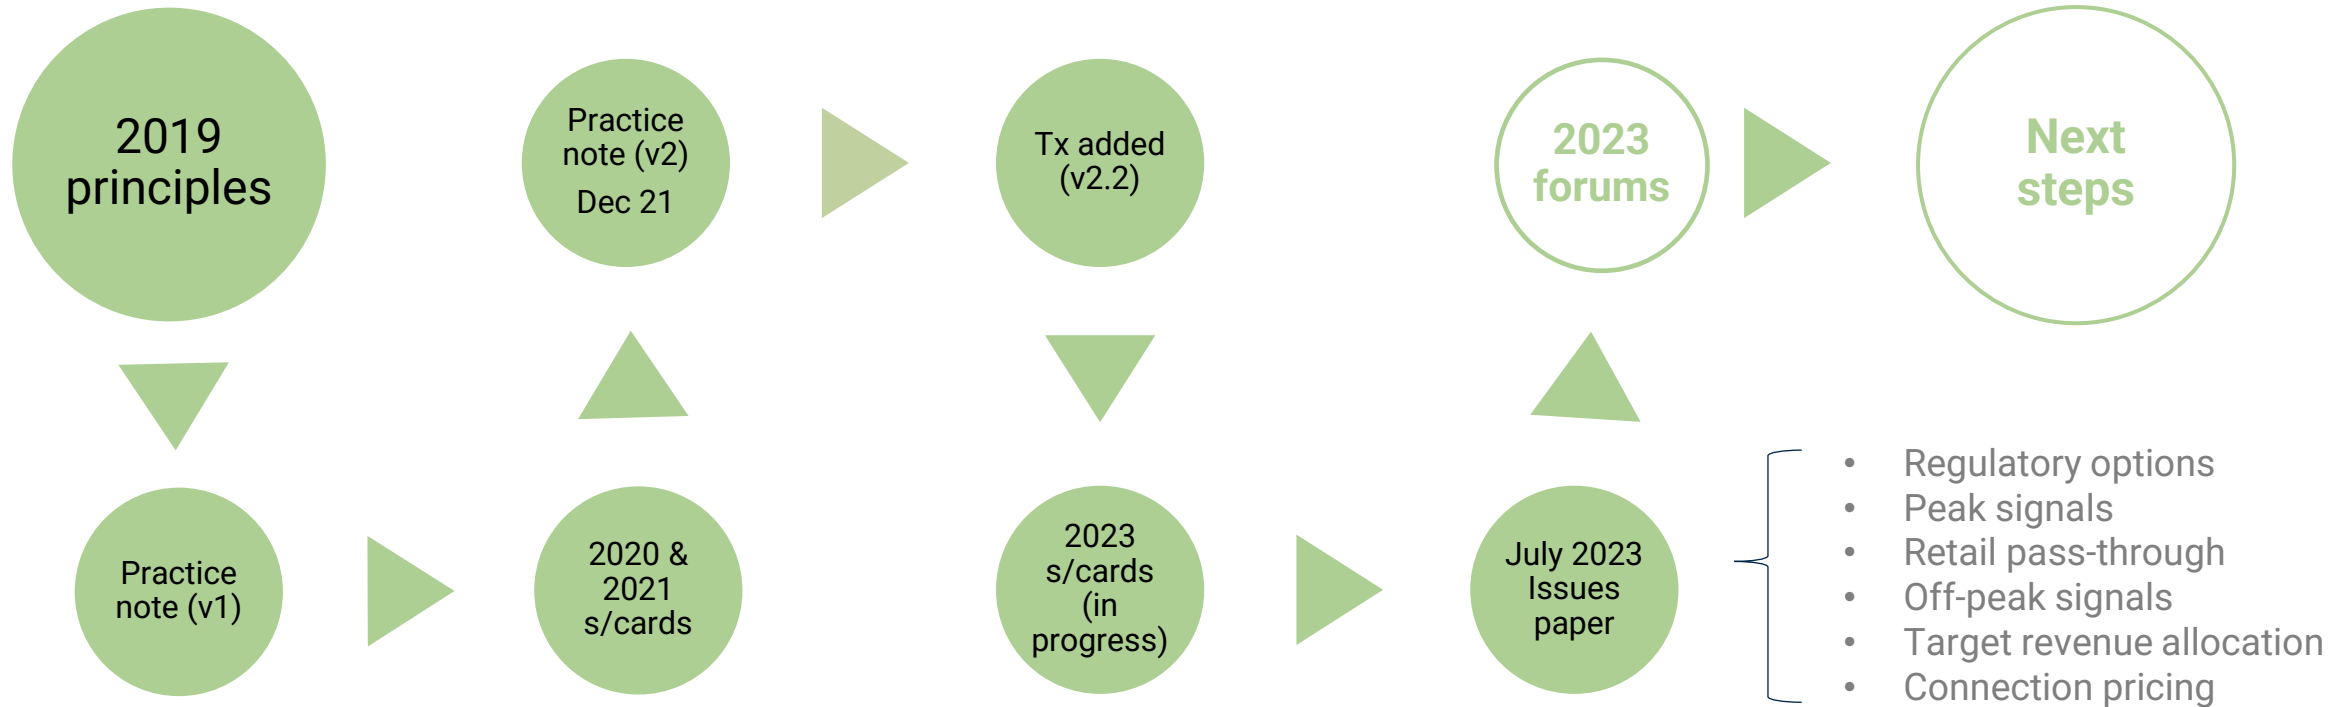 2019
principles
Practice
note (v1)
2020 &
2021
s/cards
Practice
note (v2)
Dec 21
Tx added
(v2.2)
2023
s/cards
(in
progress)
July 2023
Issues
paper
• Regulatory options
• Peak signals
• Retail pass-through
• Off-peak signals
• Target revenue allocation
• Connection pricing
2023
forums
Next
steps